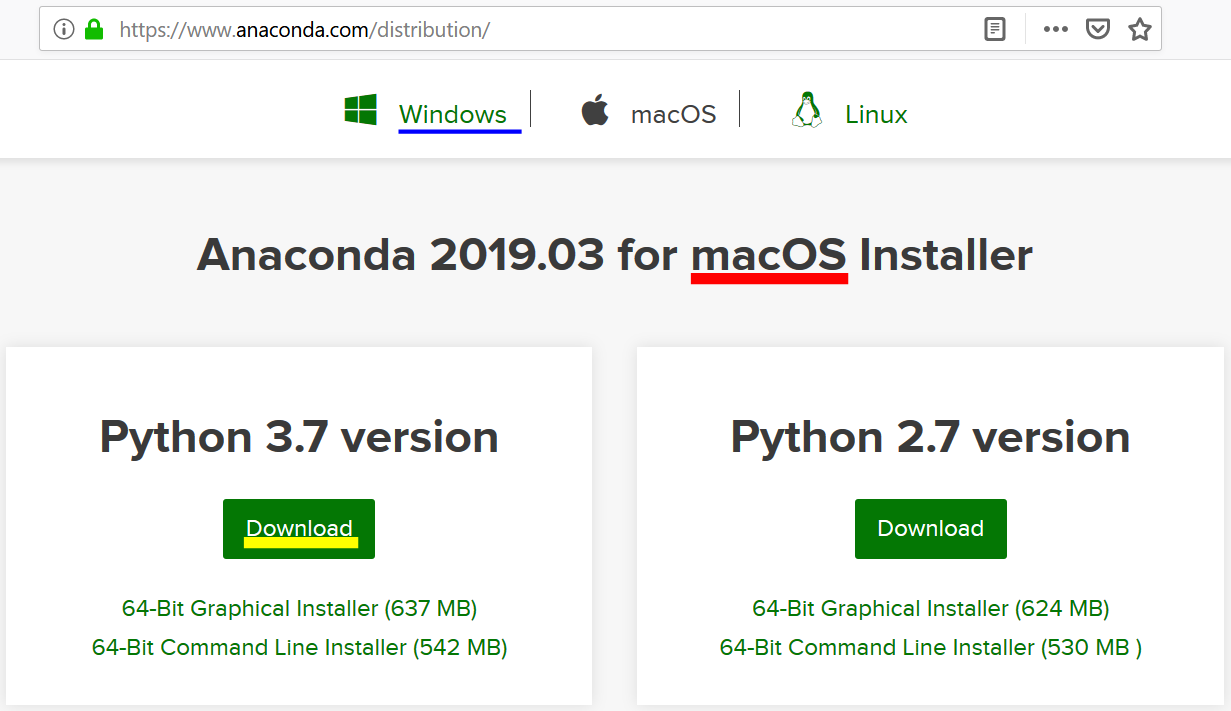 https://www.anaconda.com/distribution/
Windows macOS Linux
Anaconda 2019.03 for macOS Installer
Python 3.7 version
Download
64-Bit Graphical Installer (637 MB)
64-Bit Command Line Installer (542 MB)
Python 2.7 version
Download
64-Bit Graphical Installer (624 MB)
64-Bit Command Line Installer (530 MB )